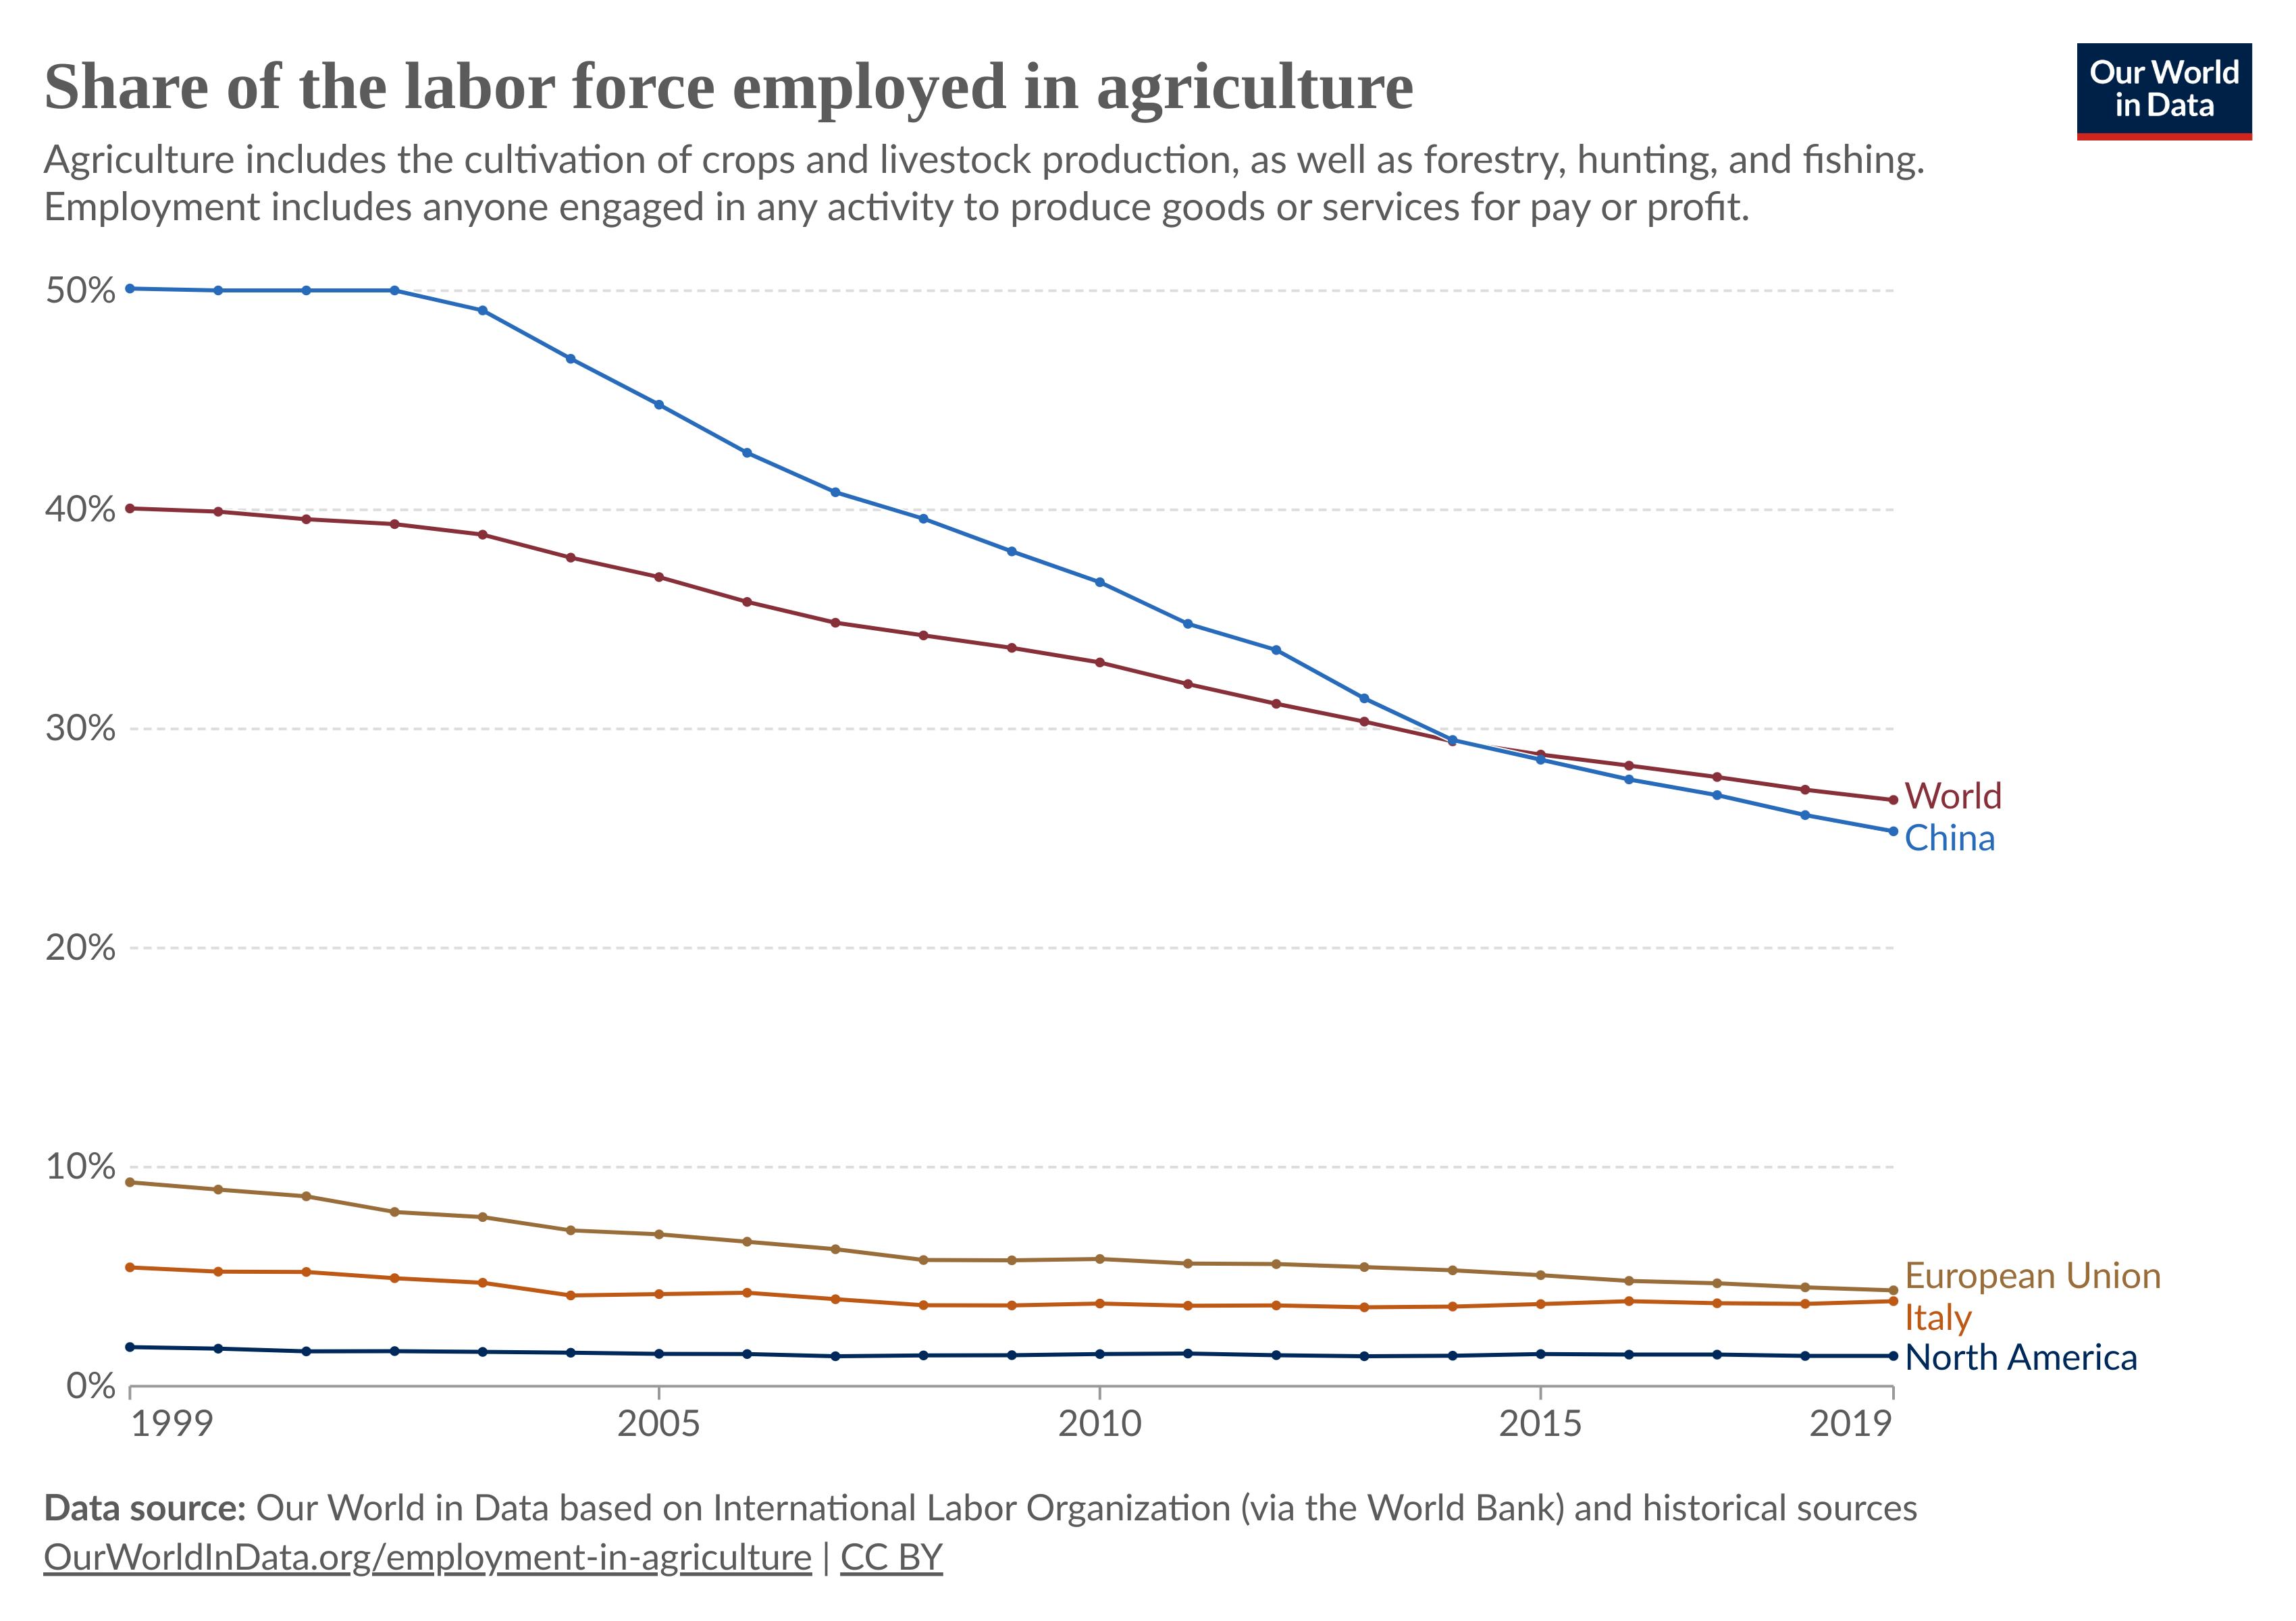 Share of the labor force employed in agriculture
Our World
in Data
Agriculture includes the cultivation of crops and livestock production, as well as forestry, hunting, and fishing.
Employment includes anyone engaged in any activity to produce goods or services for pay or profit.
50%
40%
30%
20%
10%
0%
World
China
European Union
Italy
North America
1999
2005
2010
2015
2019
Data source: Our World in Data based on International Labor Organization (via the World Bank) and historical sources
OurWorldInData.org/employment-in-agriculture | CC BY